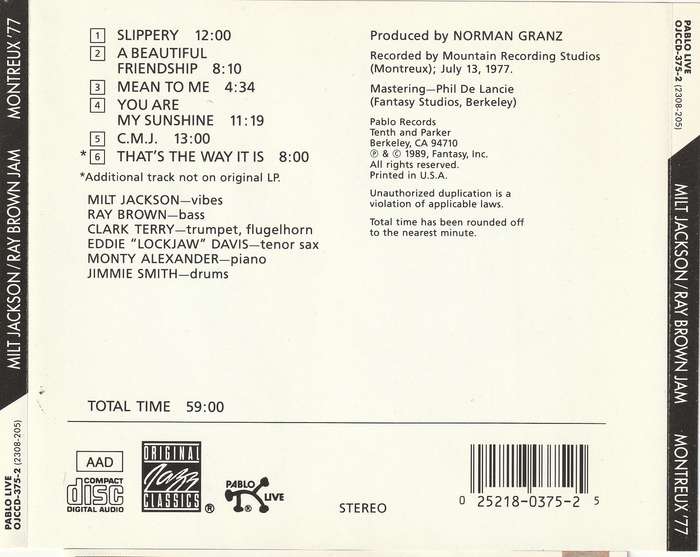 MILT JACKSON/RAY BROWN JAM MONTREUX '77
PABLO LIVE
OJCCD-375-2 (2308-205)
1 SLIPPERY 12:00
2 A BEAUTIFUL
FRIENDSHIP 8:10
3 MEAN TO ME 4:34
4 YOU ARE
MY SUNSHINE 11:19
5 C.M.J. 13:00
*6 THAT'S THE WAY IT IS 8:00
*Additional track not on original LP.
MILT JACKSON—vibes
RAY BROWN—bass
CLARK TERRY—trumpet, flugelhorn
EDDIE "LOCKJAW" DAVIS—tenor sax
MONTY ALEXANDER—piano
JIMMIE SMITH—drums
TOTAL TIME 59:00
Produced by NORMAN GRANZ
Recorded by Mountain Recording Studios
(Montreux); July 13, 1977.
Mastering—Phil De Lancie
(Fantasy Studios, Berkeley)
Pablo Records
Tenth and Parker
Berkeley, CA 94710
℗ & © 1989, Fantasy, Inc.
All rights reserved.
Printed in U.S.A.
Unauthorized duplication is a
violation of applicable laws.
Total time has been rounded off
to the nearest minute.
AAD
COMPACT
disc
DIGITAL AUDIO
ORIGINAL
Jazz
CLASSICS ®
PABLO LIVE ®
STEREO
0 25218-0375-2 5
PABLO LIVE
OJCCD-375-2 (2308-205)
MILT JACKSON/RAY BROWN JAM MONTREUX '77